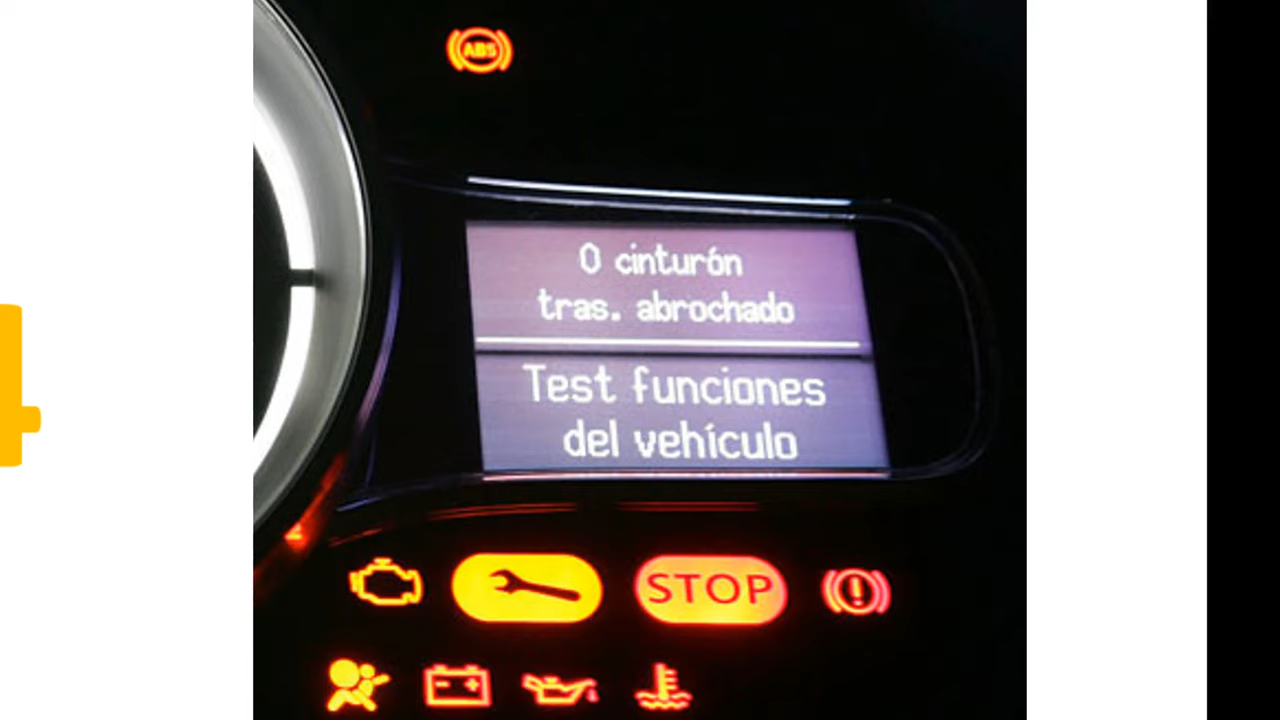 ABS
0 cinturón
tras. abrochado
Test funciones
del vehículo
STOP